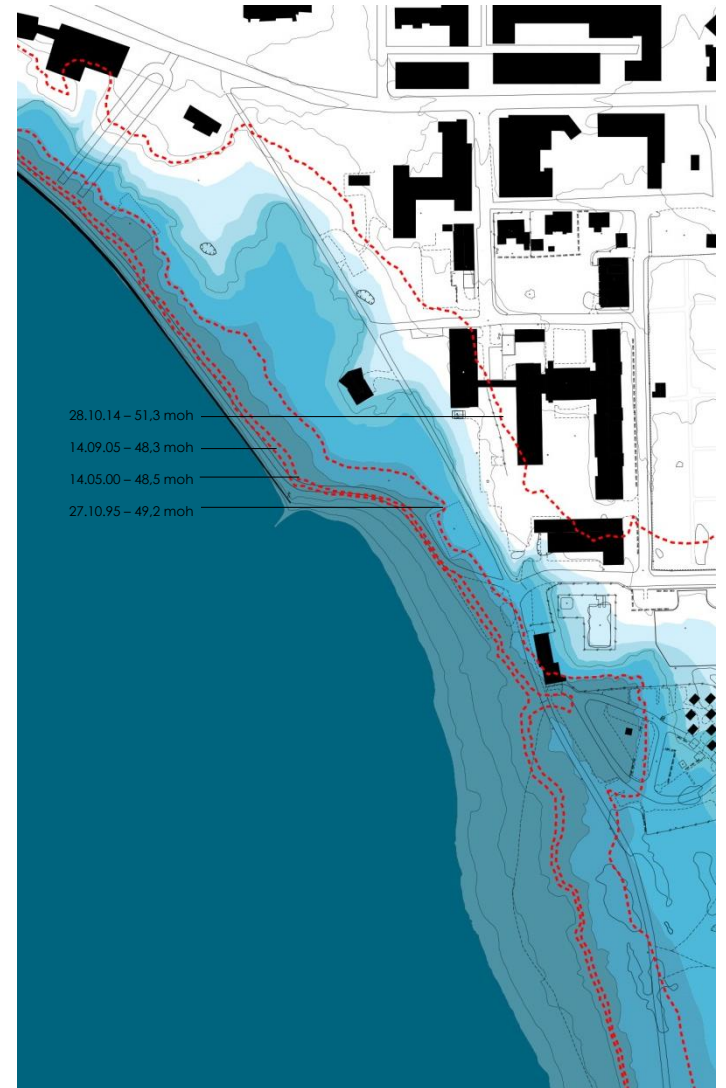 28.10.14 – 51,3 moh
14.09.05 – 48,3 moh
14.05.00 – 48,5 moh
27.10.95 – 49,2 moh